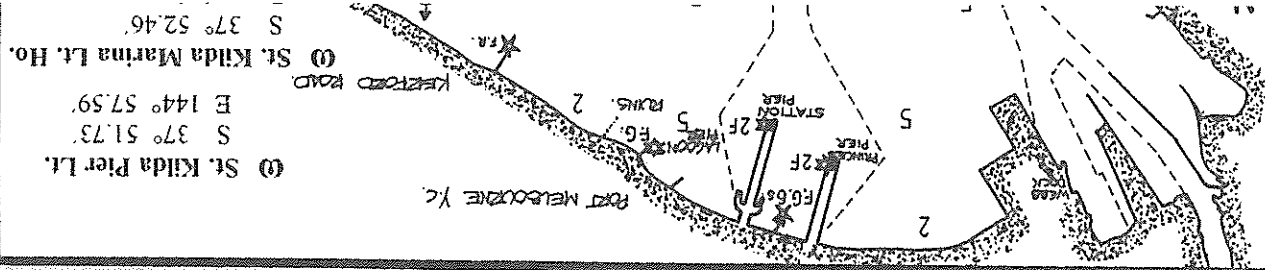 2
WEBB DOCK
F.G.6s
PORT MELBOURNE Y.C.
Ⓦ St. Kilda Pier Lt.
S 37° 51.73'
E 144° 57.59'
PRINCES PIER
2F
5
STATION PIER
2F
LAGOON PIER
5
F.G.
RUINS.
2
KERFERD ROAD
F.R.
Ⓦ St. Kilda Marina Lt. Ho.
S 37° 52.46'